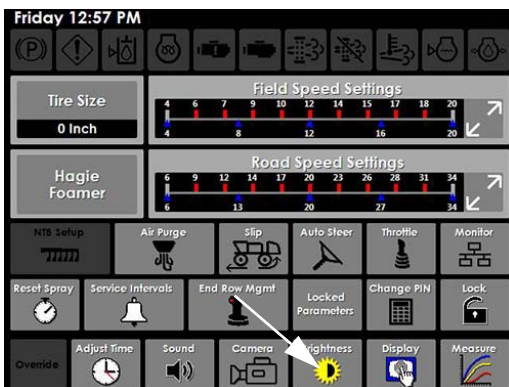 Friday 12:57 PM
(P)
Tire Size
0 Inch
Field Speed Settings
4 6 7 9 10 12 14 15 17 18 20
4 8 12 16 20
Hagie
Foamer
Road Speed Settings
6 9 12 14 17 20 23 26 28 31 34
6 13 20 27 34
NTB Setup Air Purge Slip Auto Steer Throttle Monitor
Reset Spray Service Intervals End Row Mgmt Locked
Parameters Change PIN Lock
Override Adjust Time Sound Camera Brightness Display Measure